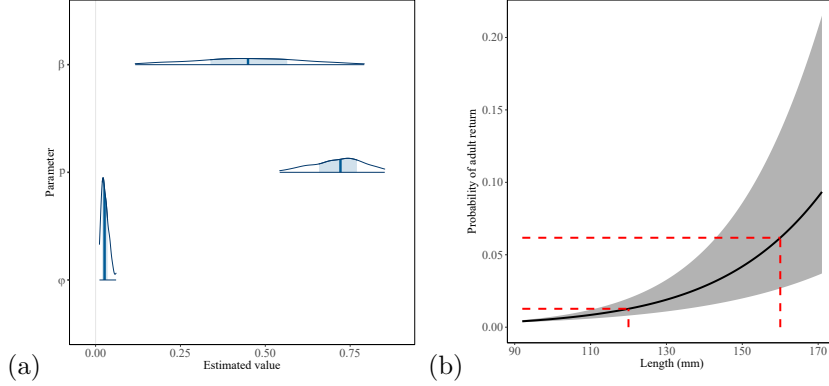 β
p
φ
Parameter
0.00
0.25
0.50
0.75
Estimated value
(a)
0.20
0.15
0.10
0.05
0.00
Probability of adult return
90
110
130
150
170
Length (mm)
(b)